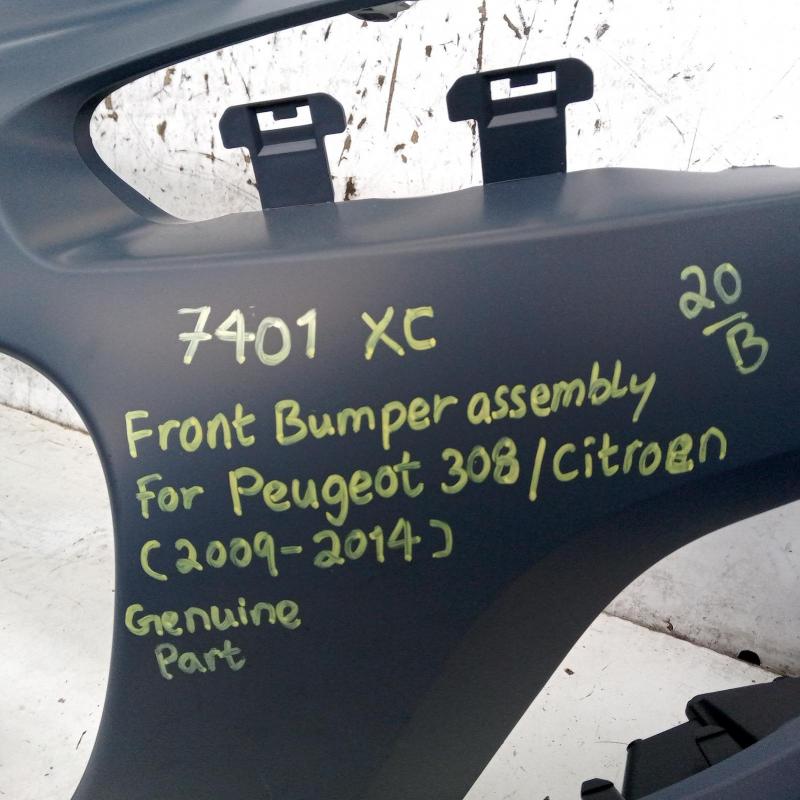 7401 XC
20/B
Front Bumper assembly
For Peugeot 308/Citroen
(2009-2014)
Genuine
Part